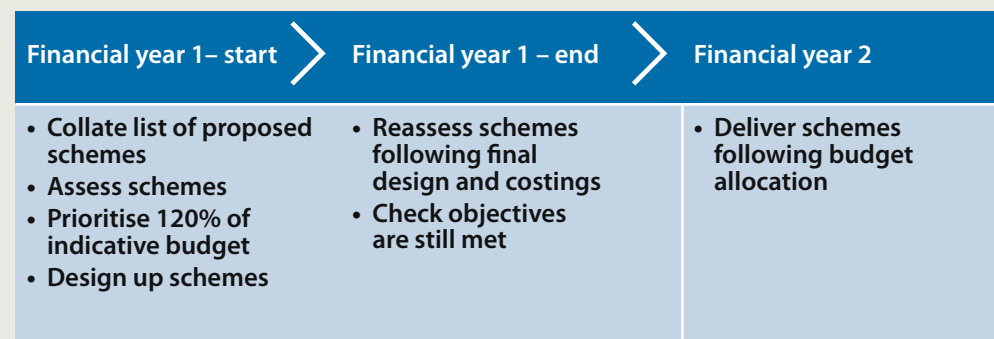 Financial year 1– start
Financial year 1 – end
Financial year 2
• Collate list of proposed
schemes
• Assess schemes
• Prioritise 120% of
indicative budget
• Design up schemes
• Reassess schemes
following final
design and costings
• Check objectives
are still met
• Deliver schemes
following budget
allocation